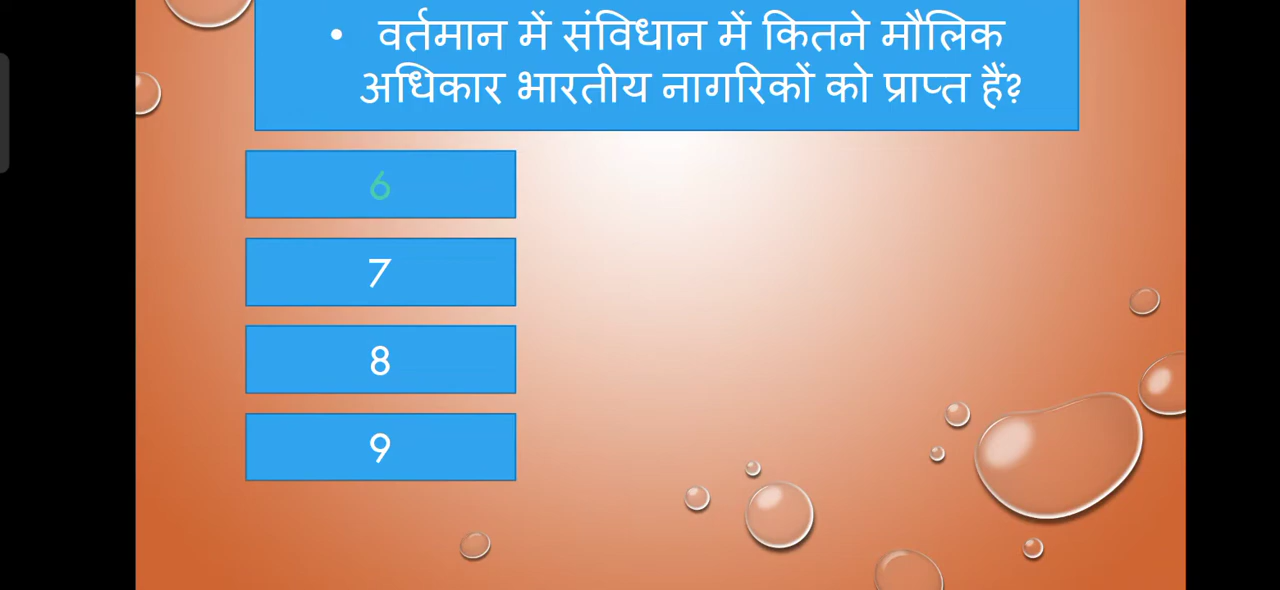 • वर्तमान में संविधान में कितने मौलिक
अधिकार भारतीय नागरिकों को प्राप्त हैं?
6
7
8
9